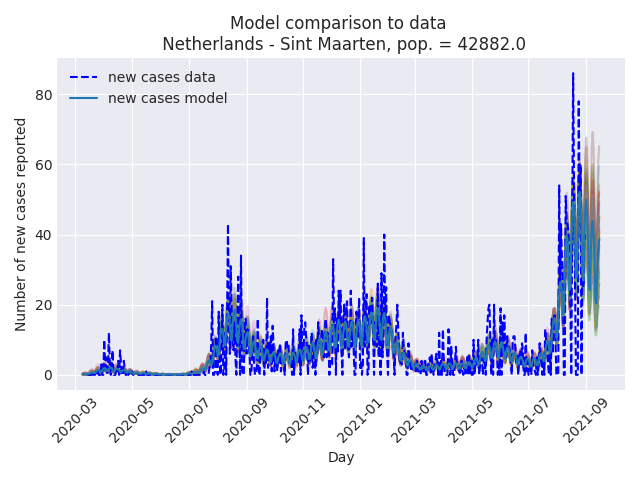 Model comparison to data
Netherlands - Sint Maarten, pop. = 42882.0
new cases data
new cases model
Number of new cases reported
80
60
40
20
0
2020-03
2020-05
2020-07
2020-09
2020-11
2021-01
2021-03
2021-05
2021-07
2021-09
Day